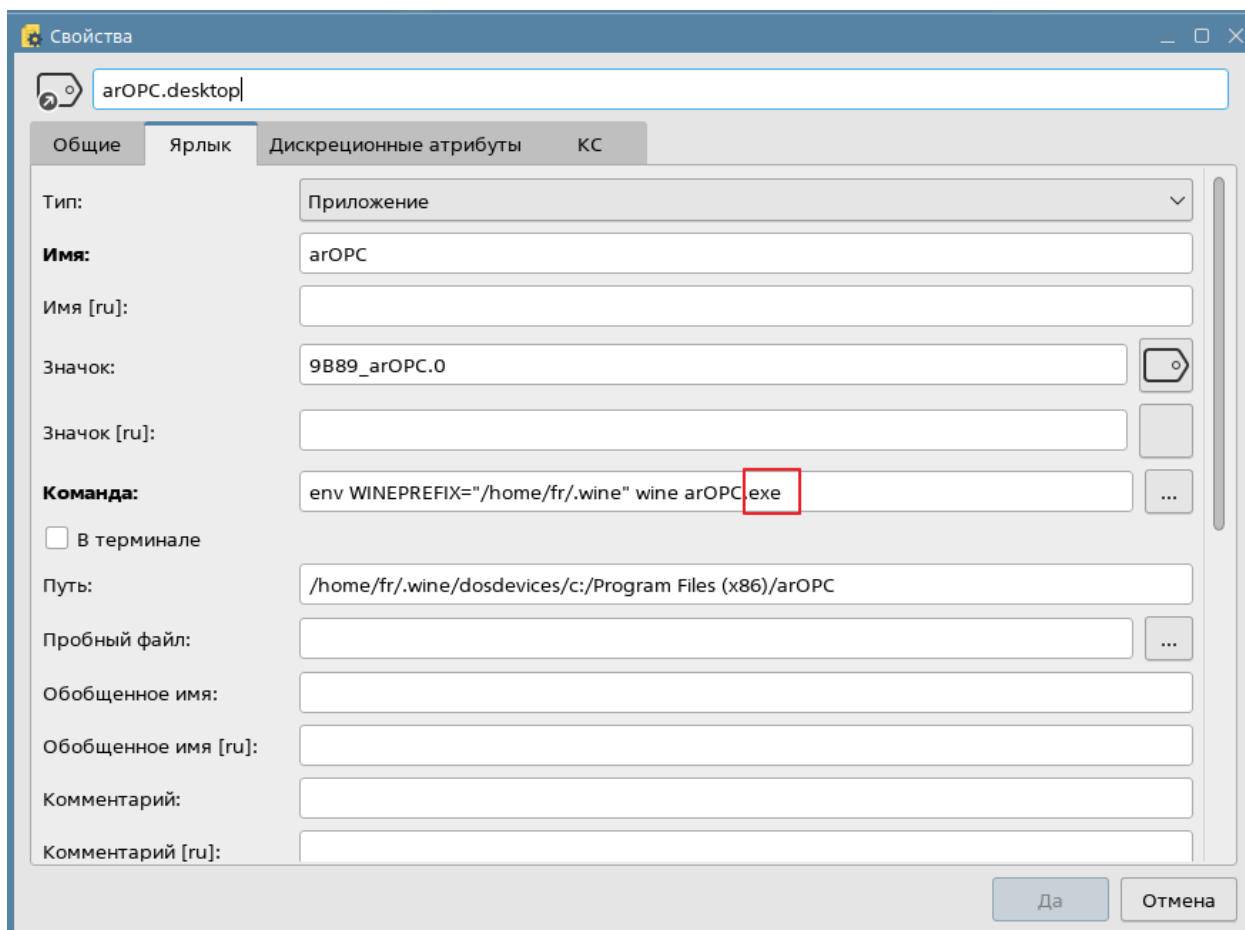 Свойства
arOPC.desktop
Общие Ярлык Дискреционные атрибуты КС
Тип: Приложение
Имя: arOPC
Имя [ru]:
Значок: 9B89_arOPC.0
Значок [ru]:
Команда: env WINEPREFIX="/home/fr/.wine" wine arOPC.exe ...
В терминале
Путь: /home/fr/.wine/dosdevices/c:/Program Files (x86)/arOPC
Пробный файл: ...
Обобщенное имя:
Обобщенное имя [ru]:
Комментарий:
Комментарий [ru]:
Да Отмена